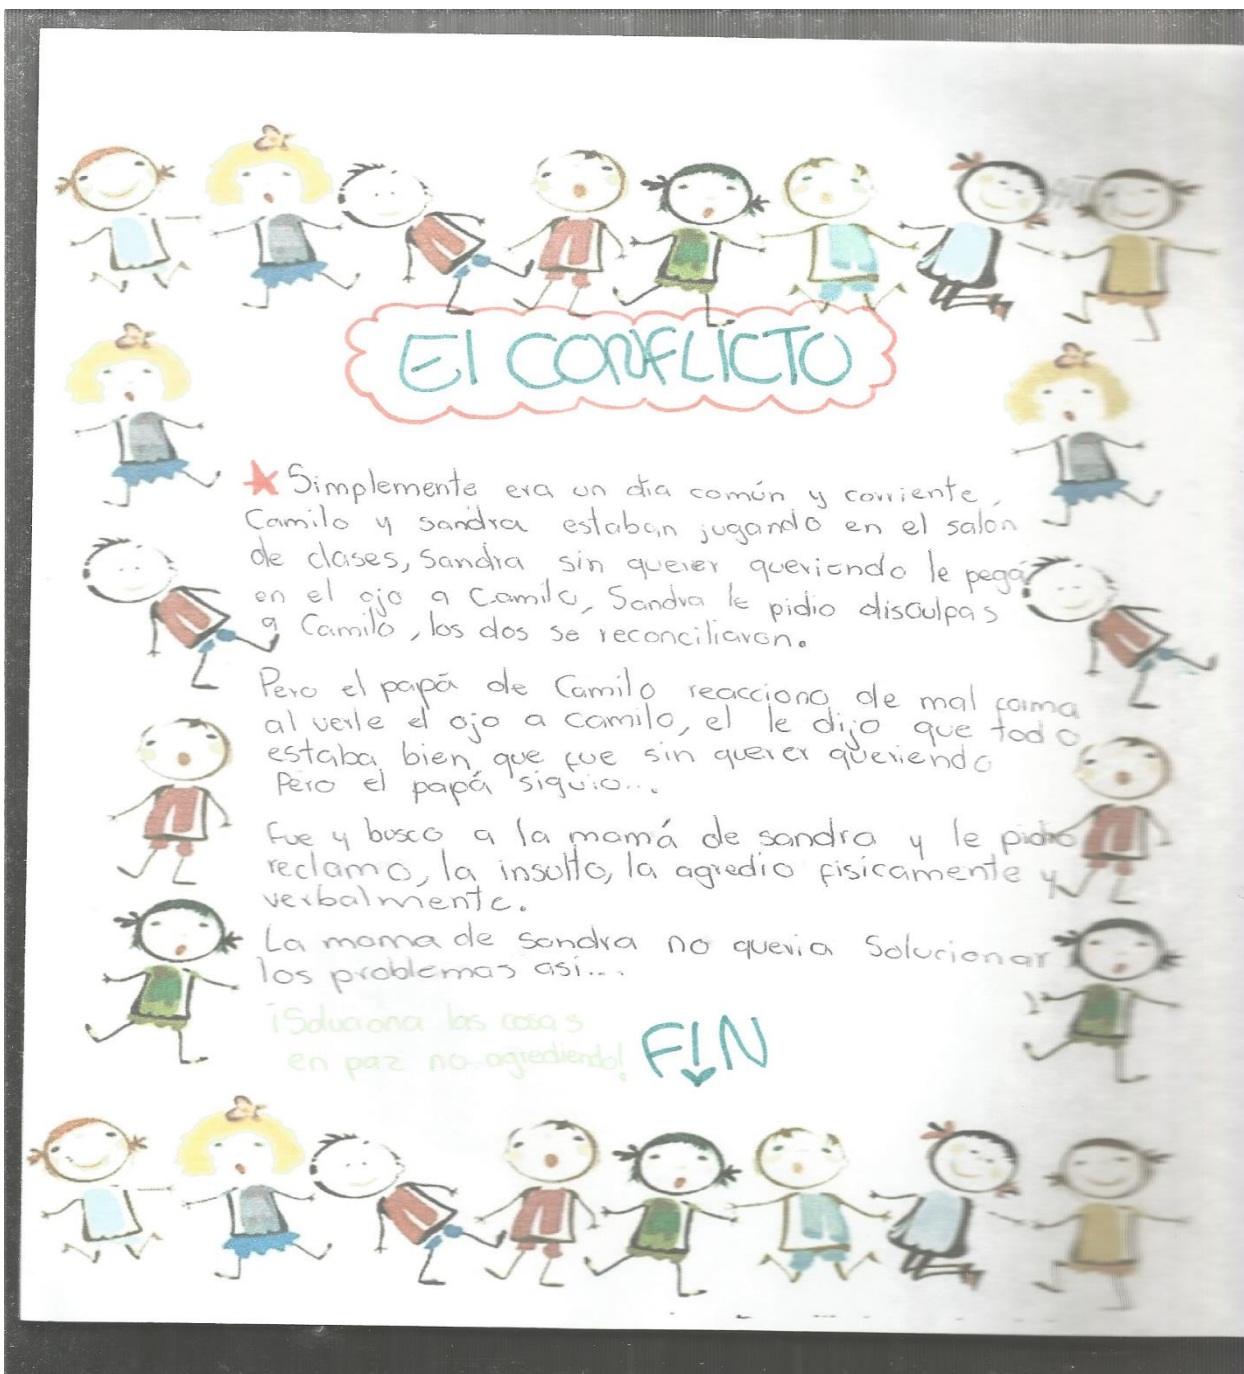 El CONFLICTO
Simplemente era un dia común y corriente,
Camilo y sandra estaban jugando en el salón
de clases, Sandra sin querer queriendo le pegá
en el ojo a Camilo, Sandra le pidio disculpas
a Camilo, los dos se reconciliaron.
Pero el papá de Camilo reacciono de mal forma
al verle el ojo a camilo, el le dijo que todo
estaba bien, que fue sin querer queriendo
Pero el papá siguio...
Fue y busco a la mamá de sandra y le pidio
reclamo, la insulto, la agredio fisicamente y
verbalmente.
La mama de sandra no queria Solucionar
los problemas asi...
¡Soluciona las cosas
en paz no agrediendo!
FIN